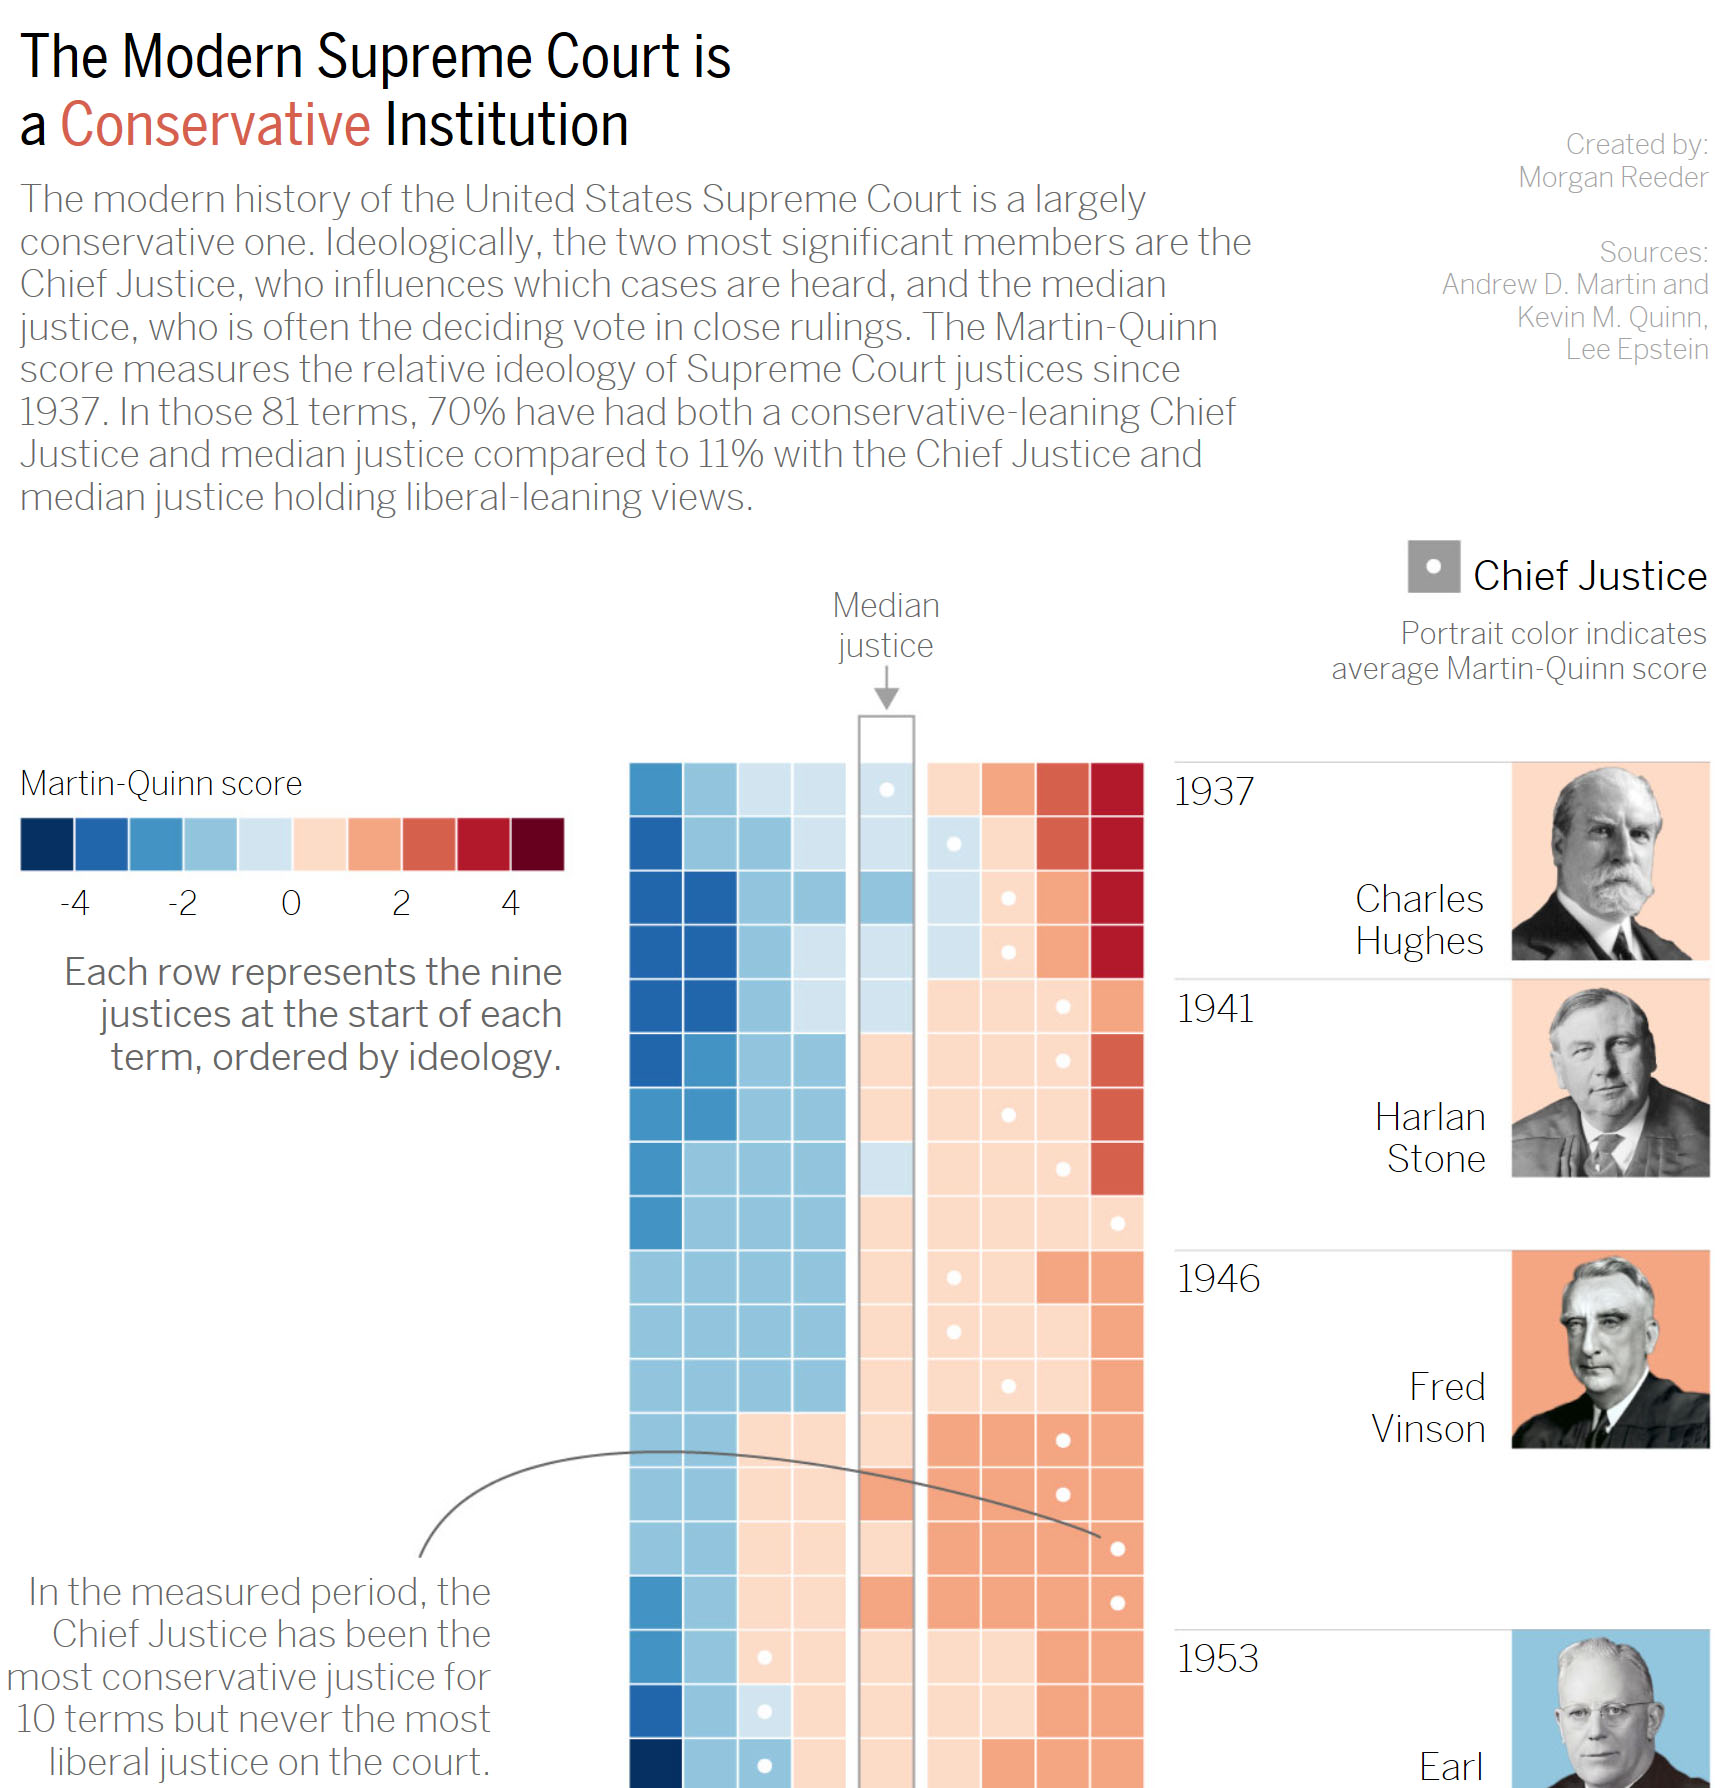 The Modern Supreme Court is
a Conservative Institution
The modern history of the United States Supreme Court is a largely
conservative one. Ideologically, the two most significant members are the
Chief Justice, who influences which cases are heard, and the median
justice, who is often the deciding vote in close rulings. The Martin-Quinn
score measures the relative ideology of Supreme Court justices since
1937. In those 81 terms, 70% have had both a conservative-leaning Chief
Justice and median justice compared to 11% with the Chief Justice and
median justice holding liberal-leaning views.
Created by:
Morgan Reeder
Sources:
Andrew D. Martin and
Kevin M. Quinn,
Lee Epstein
Chief Justice
Portrait color indicates
average Martin-Quinn score
Median
justice
Martin-Quinn score
-4 -2 0 2 4
Each row represents the nine
justices at the start of each
term, ordered by ideology.
1937
Charles
Hughes
1941
Harlan
Stone
1946
Fred
Vinson
In the measured period, the
Chief Justice has been the
most conservative justice for
10 terms but never the most
liberal justice on the court.
1953
Earl